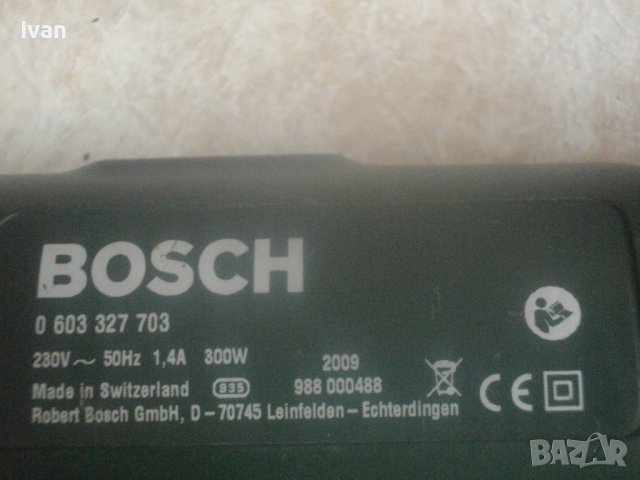 Ivan
BOSCH
0 603 327 703
230V ~ 50Hz 1,4A 300W 2009
Made in Switzerland 935 988 000488
Robert Bosch GmbH, D - 70745 Leinfelden - Echterdingen
CE
BAZAR